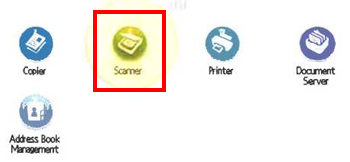 Copier
Scanner
Printer
Document
Server
Address Book
Management